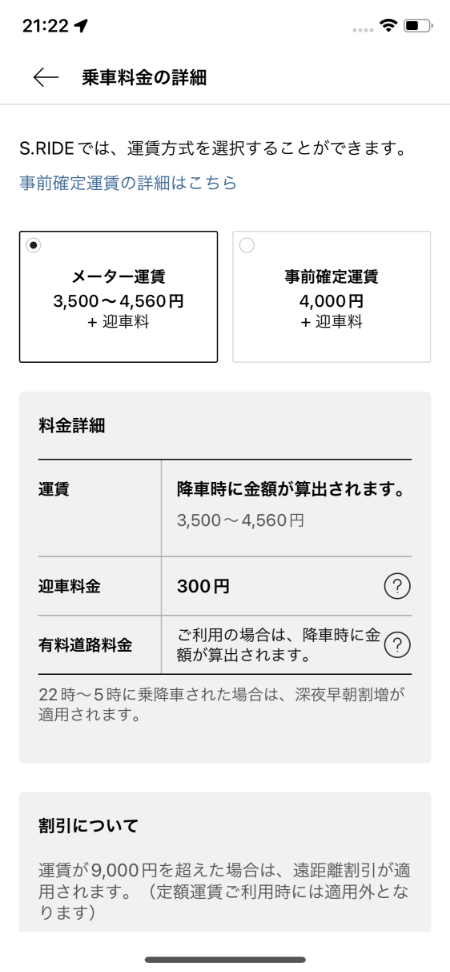 21:22
乗車料金の詳細
S.RIDEでは、運賃方式を選択することができます。
事前確定運賃の詳細はこちら
メーター運賃
3,500〜4,560円
+ 迎車料
事前確定運賃
4,000円
+ 迎車料
料金詳細
運賃
降車時に金額が算出されます。
3,500〜4,560円
迎車料金
300円
?
有料道路料金
ご利用の場合は、降車時に金
額が算出されます。
?
22時〜5時に乗降車された場合は、深夜早朝割増が
適用されます。
割引について
運賃が9,000円を超えた場合は、遠距離割引が適
用されます。（定額運賃ご利用時には適用外とな
ります）